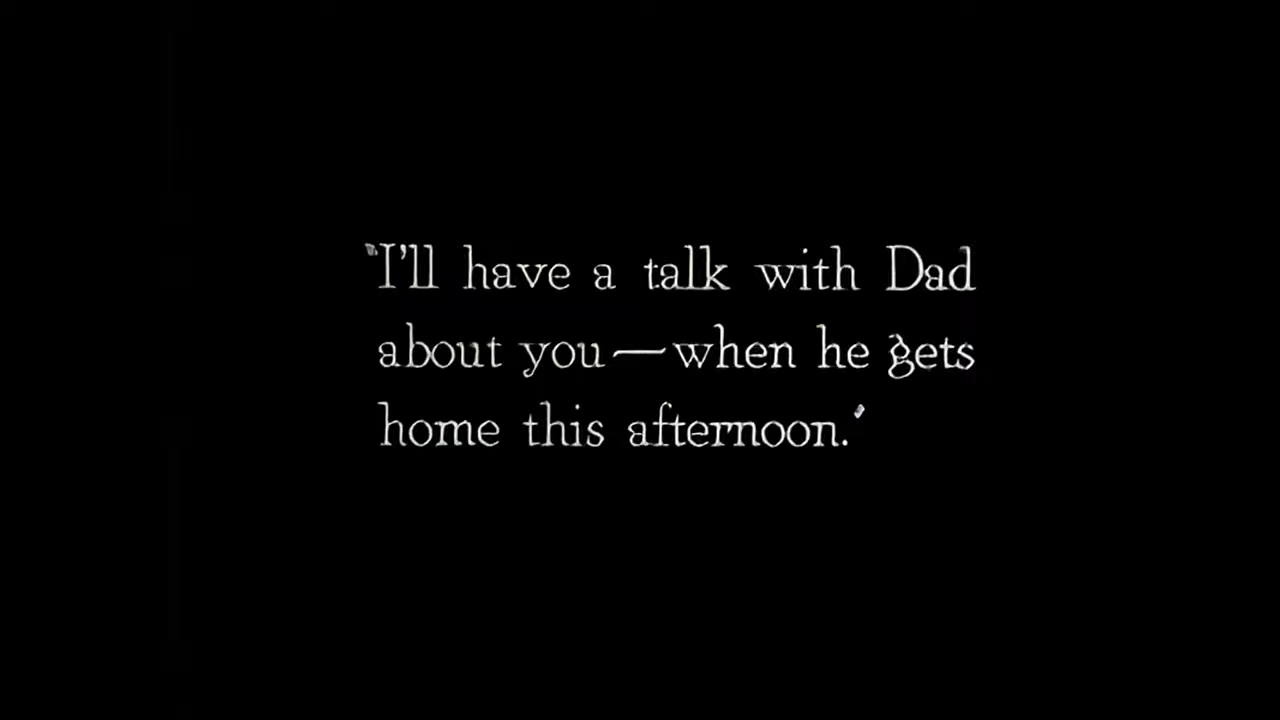 "I'll have a talk with Dad
about you—when he gets
home this afternoon."